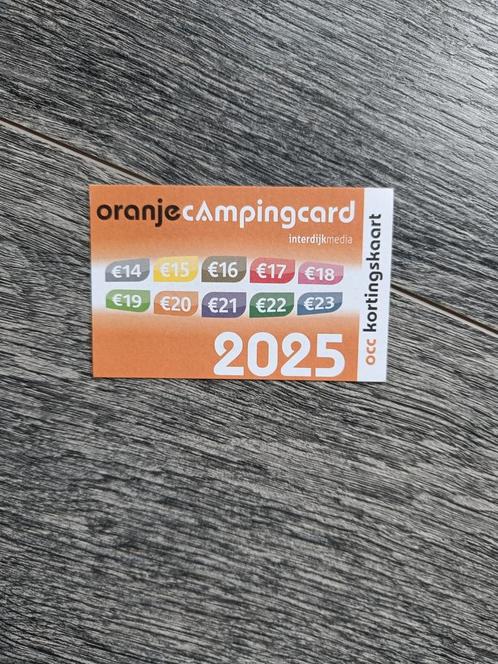 oranjecampingcard
interdijkmedia
€14 €15 €16 €17 €18
€19 €20 €21 €22 €23
2025
occ kortingskaart